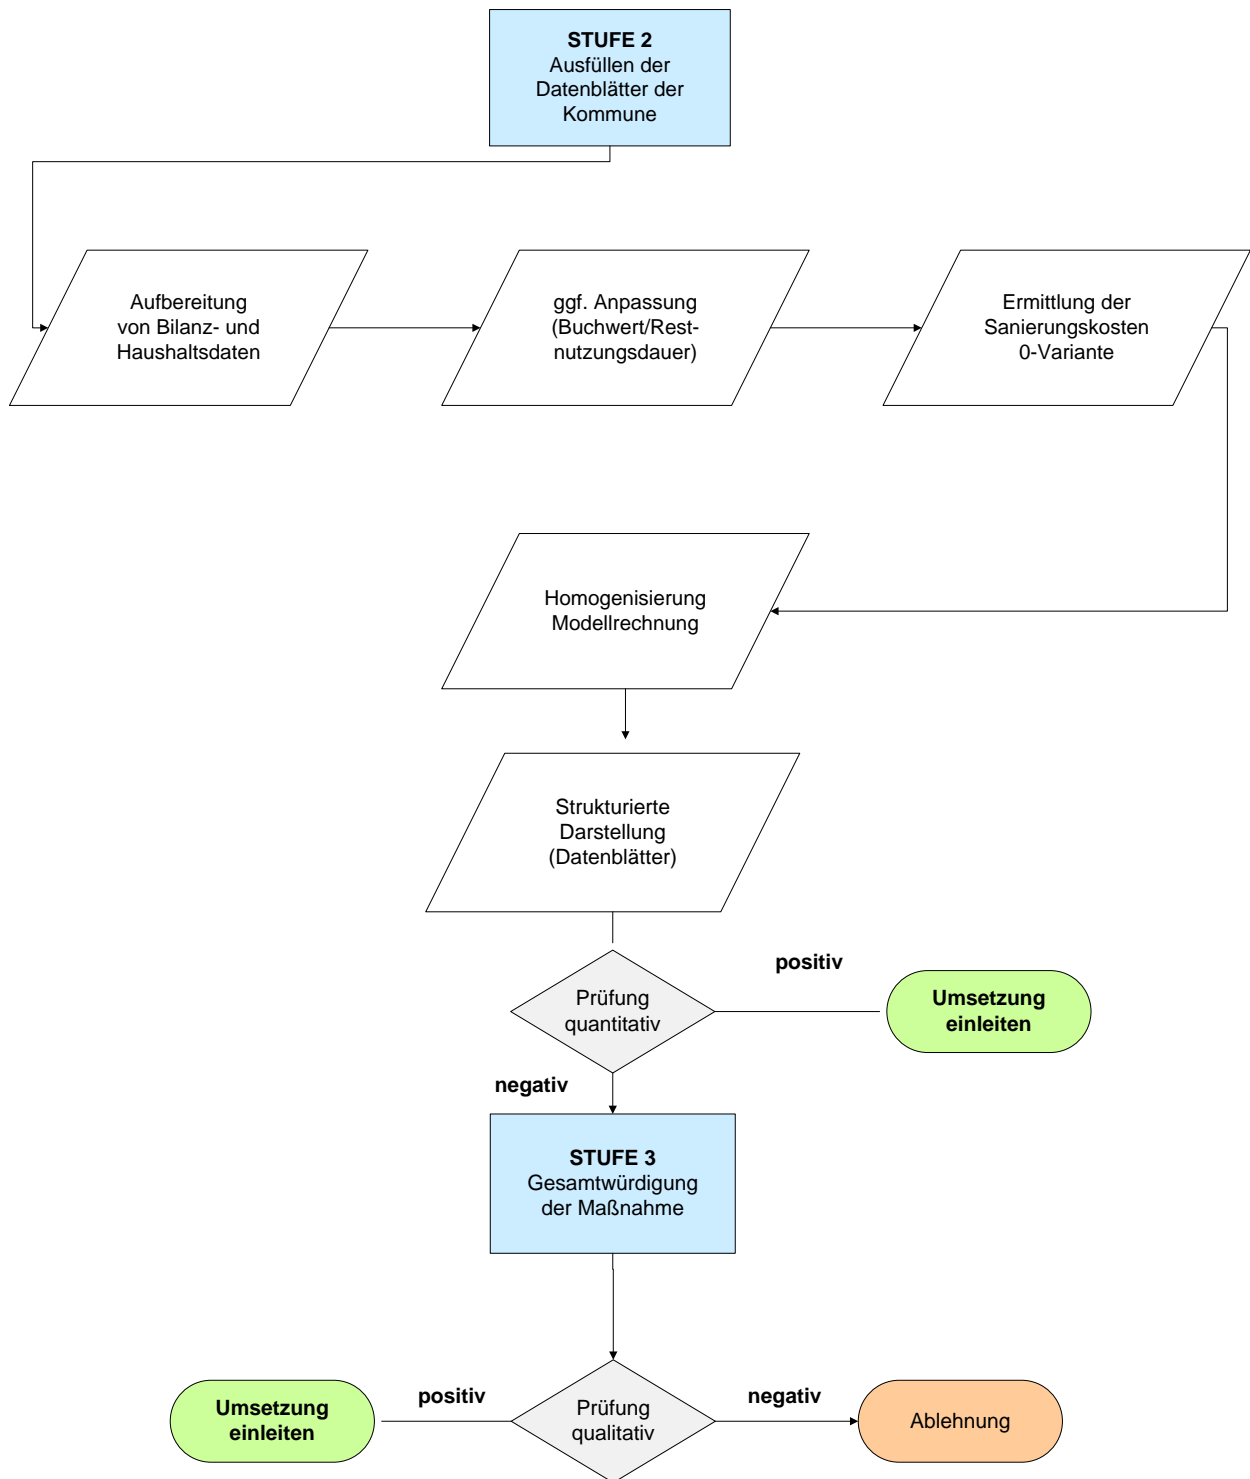 STUFE 2
Ausfüllen der
Datenblätter der
Kommune
Aufbereitung
von Bilanz- und
Haushaltsdaten
ggf. Anpassung
(Buchwert/Rest-
nutzungsdauer)
Ermittlung der
Sanierungskosten
0-Variante
Homogenisierung
Modellrechnung
Strukturierte
Darstellung
(Datenblätter)
Prüfung
quantitativ
positiv
Umsetzung
einleiten
negativ
STUFE 3
Gesamtwürdigung
der Maßnahme
Umsetzung
einleiten
positiv
Prüfung
qualitativ
negativ
Ablehnung